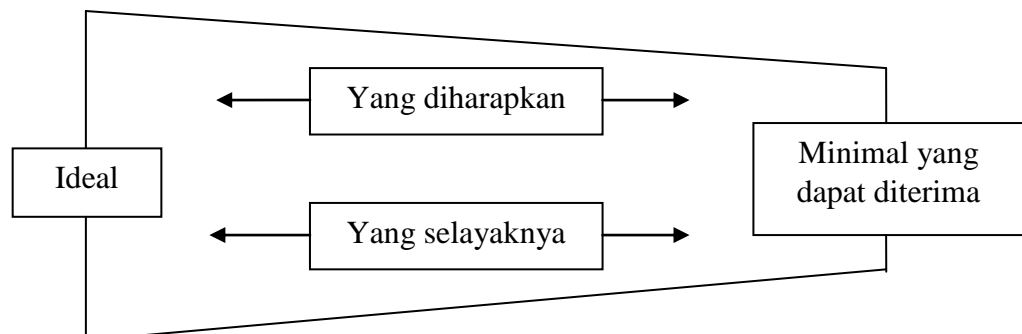 Yang diharapkan
Ideal
Minimal yang
dapat diterima
Yang selayaknya